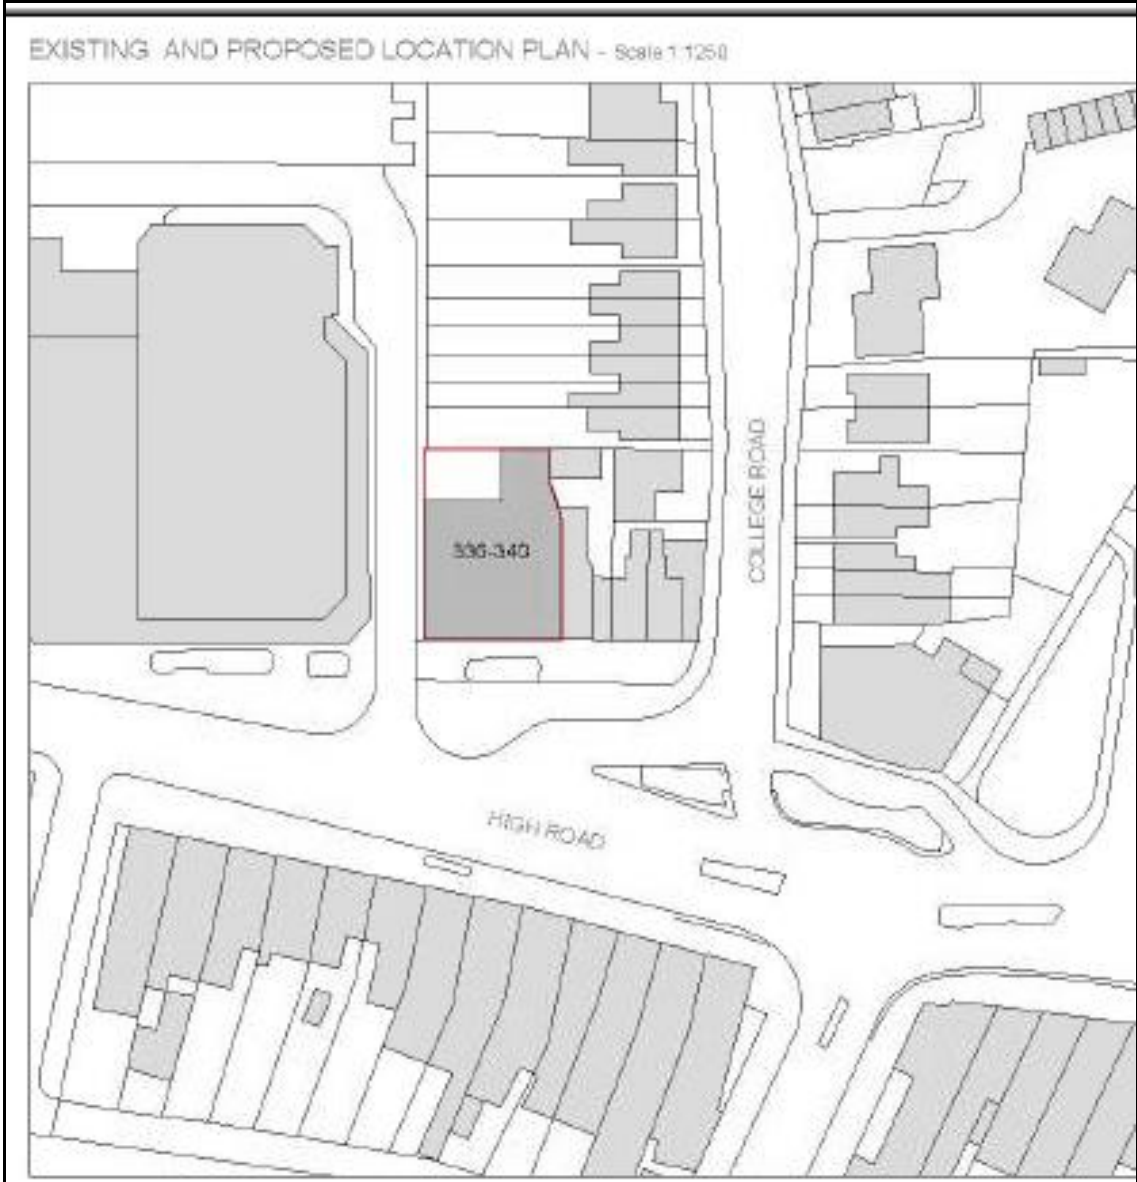 EXISTING AND PROPOSED LOCATION PLAN - Scale 1:1250
COLLEGE ROAD
336-340
HIGH ROAD